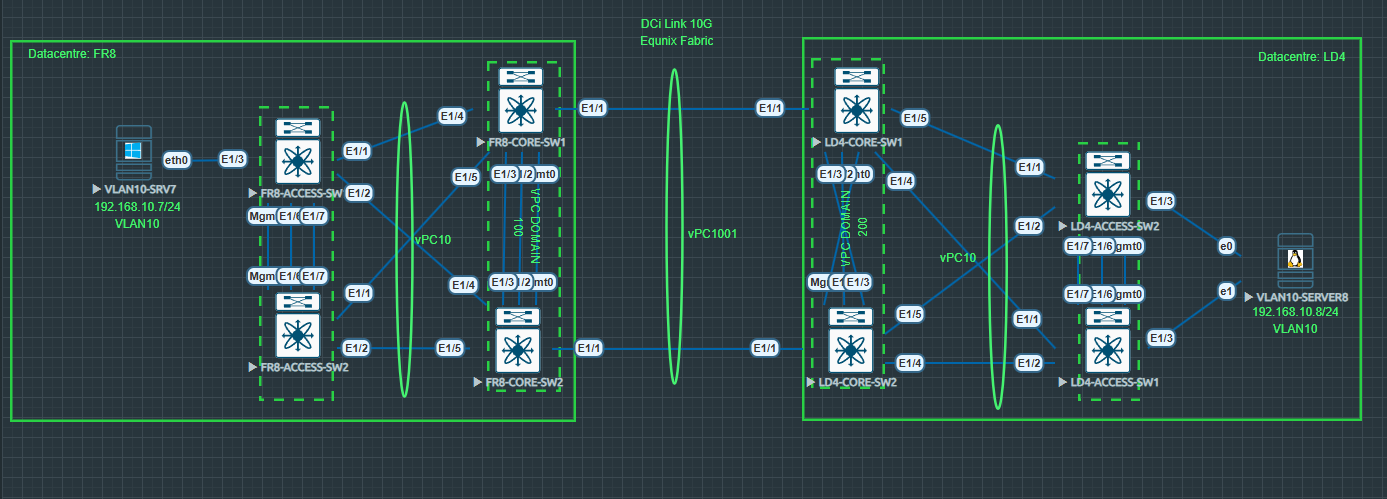 DCi Link 10G
Equnix Fabric
Datacentre: FR8
Datacentre: LD4
E1/1
E1/1
FR8-CORE-SW1
LD4-CORE-SW1
E1/4
E1/5
E1/1
E1/1
eth0
E1/3
E1/2
E1/5
E1/4
FR8-ACCESS-SW
VLAN10-SRV7
192.168.10.7/24
VLAN10
E1/3
1/2
mt0
E1/3
2
nt0
VPC DOMAIN
100
VPC DOMAIN
200
Mgm
E1/6
E1/7
Mgm
E1/6
E1/7
vPC10
vPC1001
vPC10
E1/3
1/2
mt0
Mg
E1
E1/3
E1/1
E1/4
E1/2
E1/5
FR8-ACCESS-SW2
FR8-CORE-SW2
E1/1
E1/1
LD4-CORE-SW2
E1/5
E1/4
E1/2
E1/1
E1/2
E1/3
LD4-ACCESS-SW2
E1/7
E1/6
gmt0
E1/7
E1/6
gmt0
e0
e1
E1/3
LD4-ACCESS-SW1
VLAN10-SERVER8
192.168.10.8/24
VLAN10